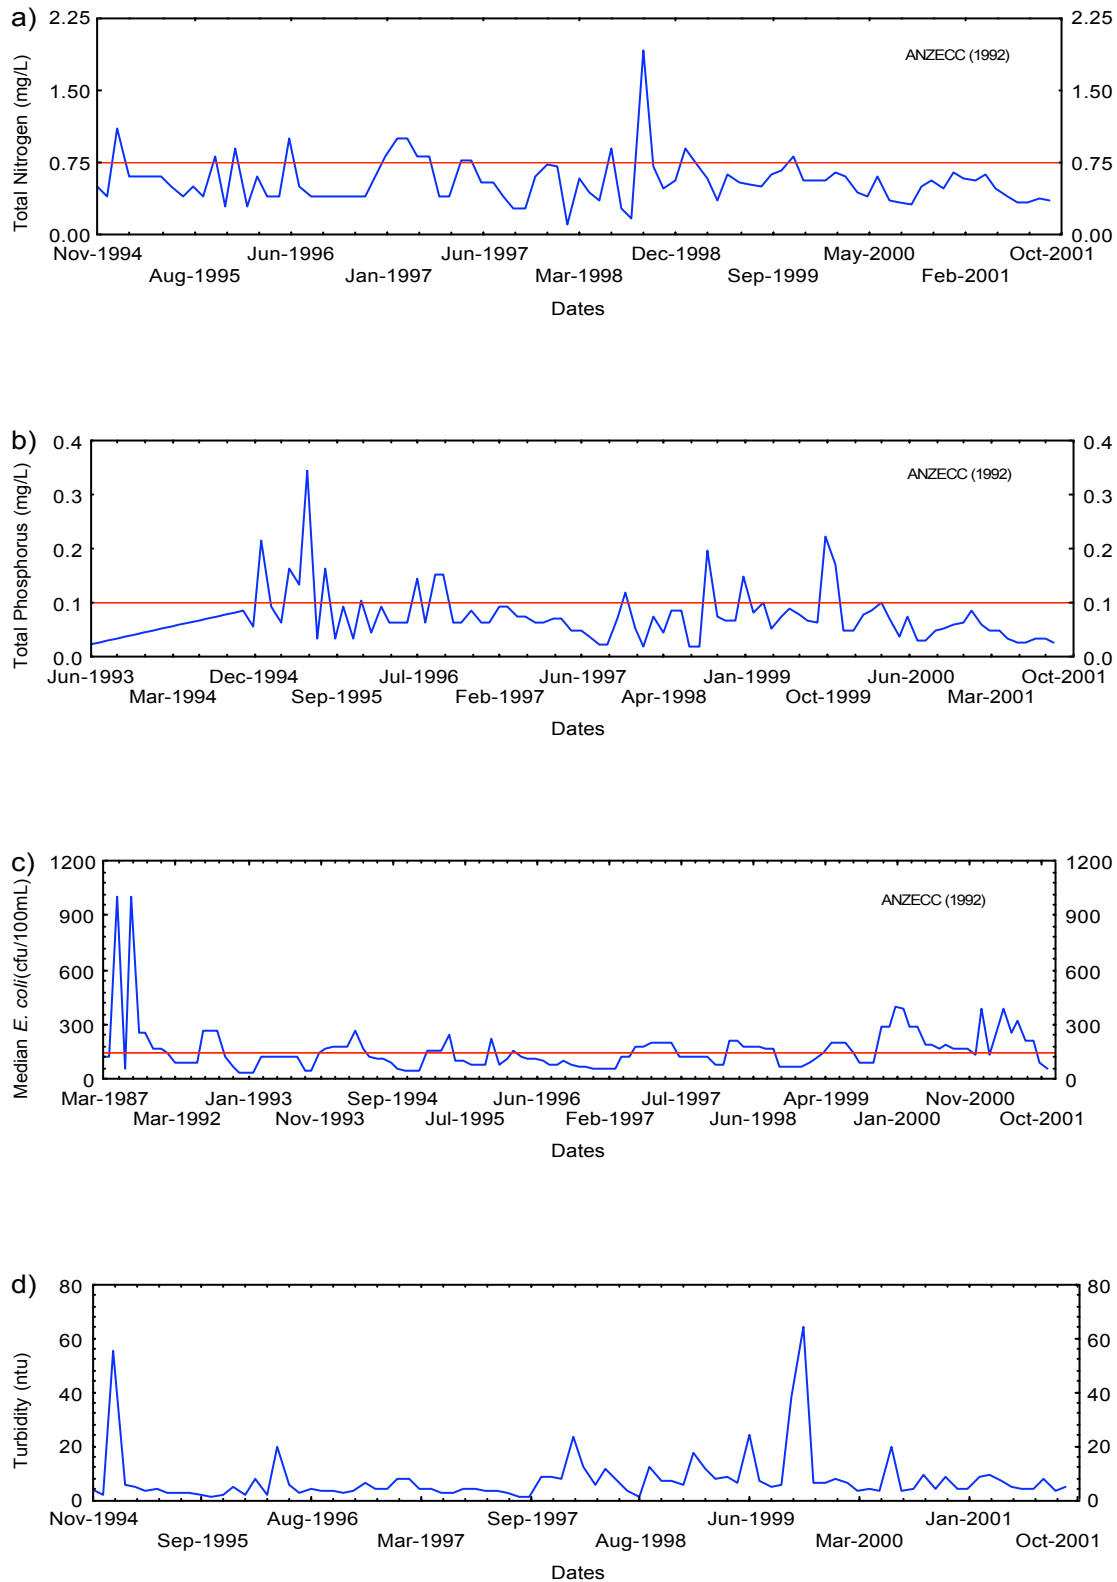 a)
Total Nitrogen (mg/L)
2.25 2.25
ANZECC (1992)
1.50 1.50
0.75 0.75
0.00 0.00
Nov-1994 Jun-1996 Jun-1997 Dec-1998 May-2000 Oct-2001
Aug-1995 Jan-1997 Mar-1998 Sep-1999 Feb-2001
Dates
b)
Total Phosphorus (mg/L)
0.4 0.4
ANZECC (1992)
0.3 0.3
0.2 0.2
0.1 0.1
0.0 0.0
Jun-1993 Dec-1994 Jul-1996 Jun-1997 Jan-1999 Jun-2000 Oct-2001
Mar-1994 Sep-1995 Feb-1997 Apr-1998 Oct-1999 Mar-2001
Dates
c)
Median E. coli(cfu/100mL)
1200 1200
ANZECC (1992)
900 900
600 600
300 300
0 0
Mar-1987 Jan-1993 Sep-1994 Jun-1996 Jul-1997 Apr-1999 Nov-2000
Mar-1992 Nov-1993 Jul-1995 Feb-1997 Jun-1998 Jan-2000 Oct-2001
Dates
d)
Turbidity (ntu)
80 80
60 60
40 40
20 20
0 0
Nov-1994 Aug-1996 Sep-1997 Jun-1999 Jan-2001
Sep-1995 Mar-1997 Aug-1998 Mar-2000 Oct-2001
Dates